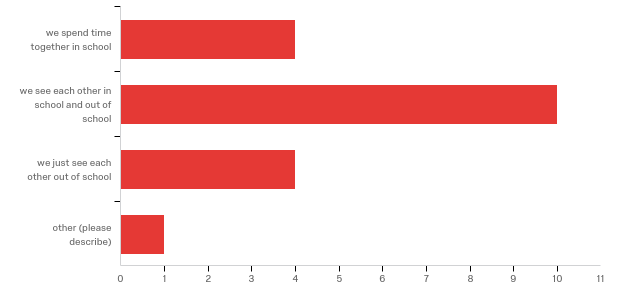 we spend time
together in school
we see each other in
school and out of
school
we just see each
other out of school
other (please
describe)
0 1 2 3 4 5 6 7 8 9 10 11